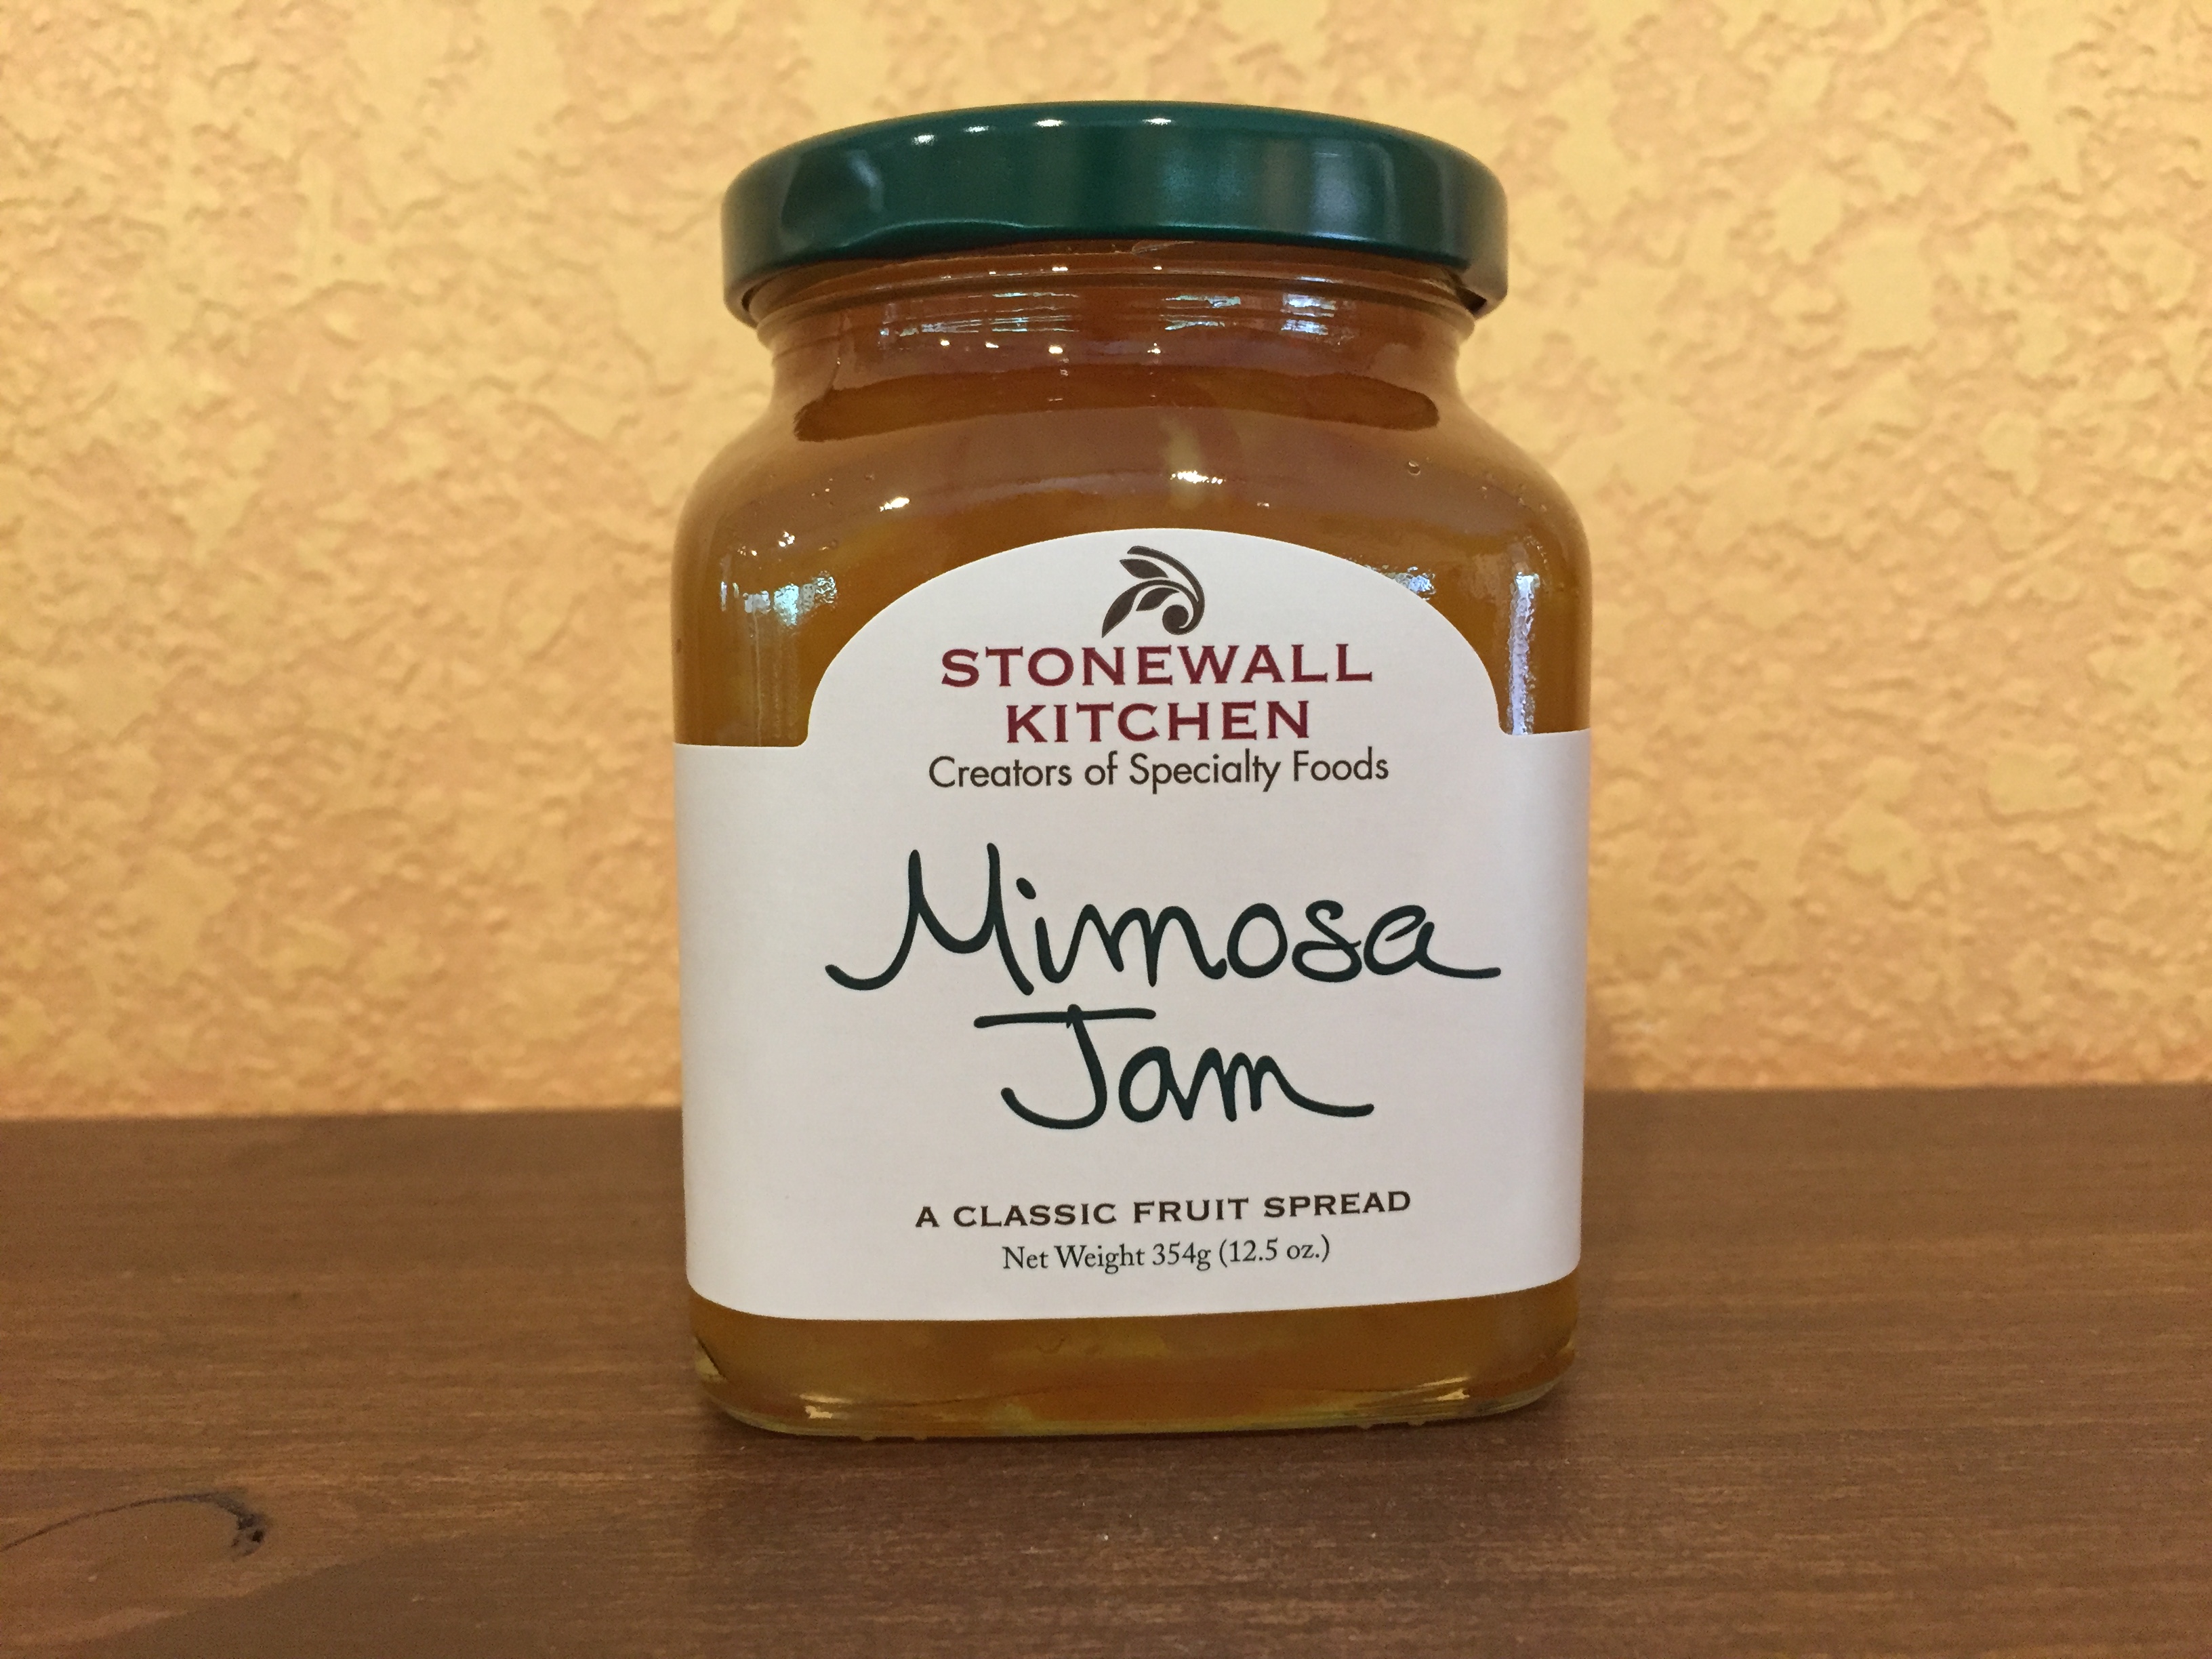 STONEWALL
KITCHEN
Creators of Specialty Foods
Mimosa
Jam
A CLASSIC FRUIT SPREAD
Net Weight 354g (12.5 oz.)